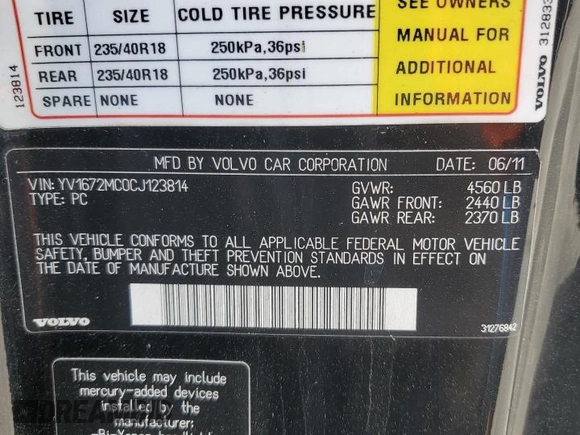 TIRE SIZE COLD TIRE PRESSURE
FRONT 235/40R18 250kPa,36psi
REAR 235/40R18 250kPa,36psi
SPARE NONE NONE
SEE OWNERS
MANUAL FOR
ADDITIONAL
INFORMATION
123814
VOLVO
MFD BY VOLVO CAR CORPORATION DATE: 06/11
VIN: YV1672MC0CJ123814
TYPE: PC
GVWR: 4560 LB
GAWR FRONT: 2440 LB
GAWR REAR: 2370 LB
THIS VEHICLE CONFORMS TO ALL APPLICABLE FEDERAL MOTOR VEHICLE
SAFETY, BUMPER AND THEFT PREVENTION STANDARDS IN EFFECT ON
THE DATE OF MANUFACTURE SHOWN ABOVE.
VOLVO
31276842
This vehicle may include
mercury-added devices
installed by the
manufacturer: